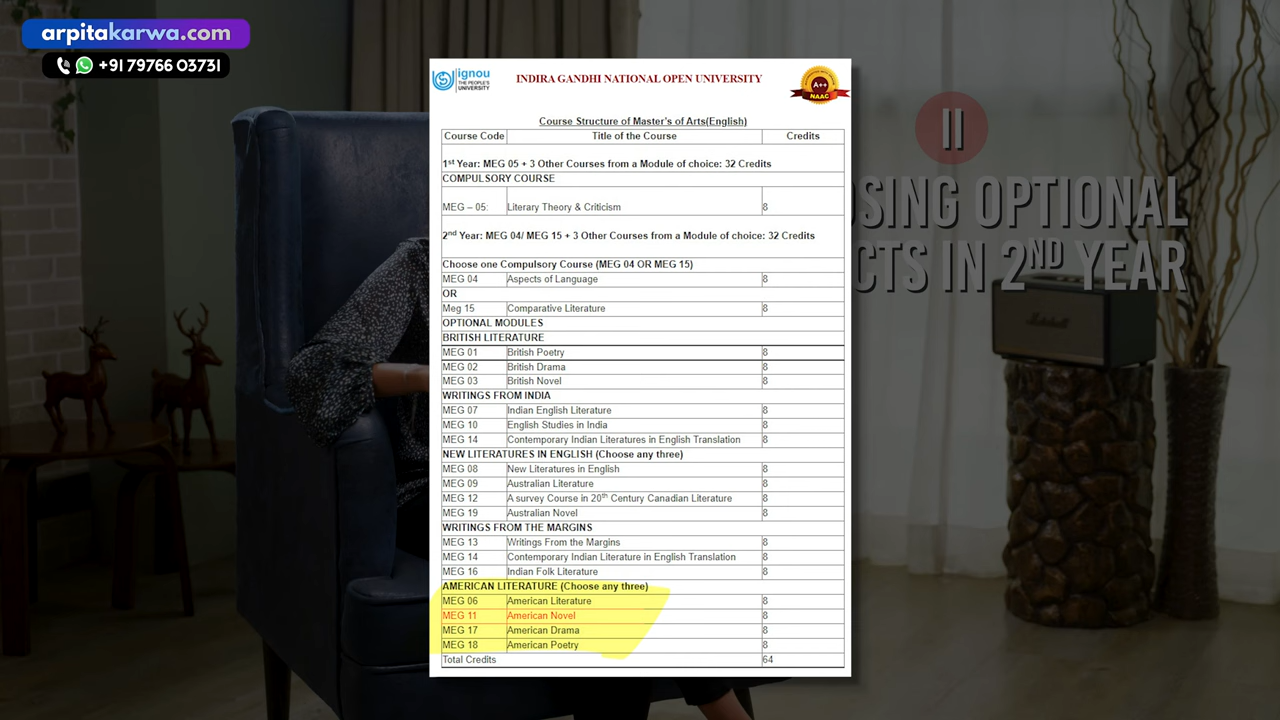 arpitakarwa.com
+91 79766 03731
ignou
THE PEOPLE'S
UNIVERSITY
INDIRA GANDHI NATIONAL OPEN UNIVERSITY
A++
NAAC
Course Structure of Master's of Arts(English)
Course Code Title of the Course Credits
1st Year: MEG 05 + 3 Other Courses from a Module of choice: 32 Credits
COMPULSORY COURSE
MEG – 05: Literary Theory & Criticism 8
2nd Year: MEG 04/ MEG 15 + 3 Other Courses from a Module of choice: 32 Credits
Choose one Compulsory Course (MEG 04 OR MEG 15)
MEG 04 Aspects of Language 8
OR
Meg 15 Comparative Literature 8
OPTIONAL MODULES
BRITISH LITERATURE
MEG 01 British Poetry 8
MEG 02 British Drama 8
MEG 03 British Novel 8
WRITINGS FROM INDIA
MEG 07 Indian English Literature 8
MEG 10 English Studies in India 8
MEG 14 Contemporary Indian Literatures in English Translation 8
NEW LITERATURES IN ENGLISH (Choose any three)
MEG 08 New Literatures in English 8
MEG 09 Australian Literature 8
MEG 12 A survey Course in 20th Century Canadian Literature 8
MEG 19 Australian Novel 8
WRITINGS FROM THE MARGINS
MEG 13 Writings From the Margins 8
MEG 14 Contemporary Indian Literature in English Translation 8
MEG 16 Indian Folk Literature 8
AMERICAN LITERATURE (Choose any three)
MEG 06 American Literature 8
MEG 11 American Novel 8
MEG 17 American Drama 8
MEG 18 American Poetry 8
Total Credits 64
II
OSING OPTIONAL
CTS IN 2ND YEAR
Marshall